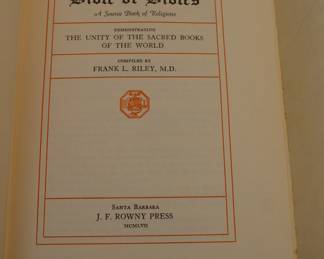 Bible of Bibles
A Source Book of Religions
DEMONSTRATING
THE UNITY OF THE SACRED BOOKS
OF THE WORLD
COMPILED BY
FRANK L. RILEY, M.D.
SANTA BARBARA
J. F. ROWNY PRESS
MCMLVII